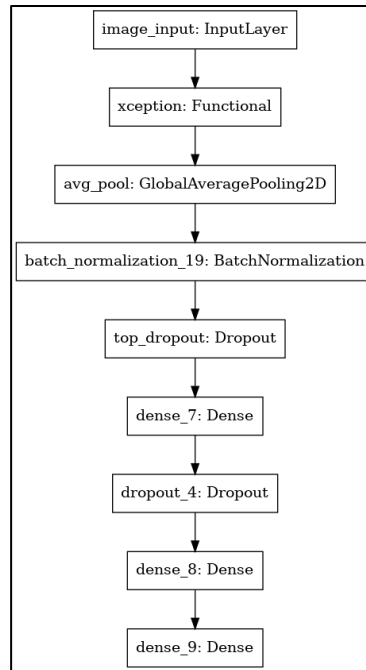 image_input: InputLayer
xception: Functional
avg_pool: GlobalAveragePooling2D
batch_normalization_19: BatchNormalization
top_dropout: Dropout
dense_7: Dense
dropout_4: Dropout
dense_8: Dense
dense_9: Dense